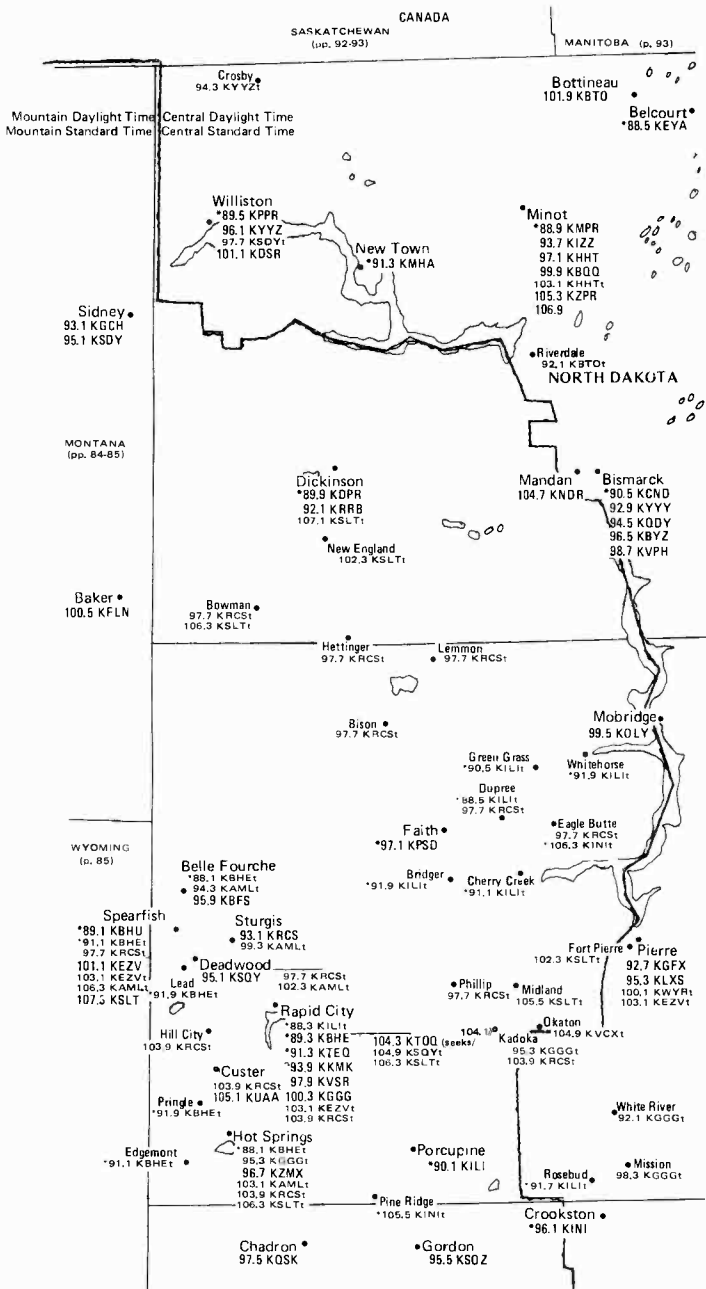 CANADA
SASKATCHEWAN
(pp. 92-93)
MANITOBA (p. 93)
Crosby
94.3 KYYZt
Bottineau
101.9 KBTO
Belcourt
*88.5 KEYA
Mountain Daylight Time
Mountain Standard Time
Central Daylight Time
Central Standard Time
Williston
*89.5 KPPR
96.1 KYYZ
97.7 KSDYt
101.1 KDSR
New Town
*91.3 KMHA
Minot
*88.9 KMPR
93.7 KIZZ
97.1 KHHT
99.9 KBQQ
103.1 KHHTt
105.3 KZPR
106.9
Sidney
93.1 KGCH
95.1 KSDY
Riverdale
92.1 KBTOt
NORTH DAKOTA
MONTANA
(pp. 84-85)
Dickinson
*89.9 KDPR
92.1 KRRB
107.1 KSLTt
Mandan
104.7 KNDR
Bismarck
*90.5 KCND
92.9 KYYY
94.5 KQDY
96.5 KBYZ
98.7 KVPH
New England
102.3 KSLTt
Baker
100.5 KFLN
Bowman
97.7 KRCSt
106.3 KSLTt
Hettinger
97.7 KRCSt
Lemmon
97.7 KRCSt
Bison
97.7 KRCSt
Mobridge
99.5 KOLY
Green Grass
*90.5 KILIt
Whitehorse
*91.9 KILIt
Dupree
*88.5 KILIt
97.7 KRCSt
Eagle Butte
97.7 KRCSt
*106.3 KINIt
Faith
*97.1 KPSD
WYOMING
(p. 85)
Belle Fourche
*88.1 KBHEt
94.3 KAMLt
95.9 KBFS
Bridger
*91.9 KILIt
Cherry Creek
*91.1 KILIt
Spearfish
*89.1 KBHU
*91.1 KBHEt
97.7 KRCSt
101.1 KEZV
103.1 KEZVt
106.3 KAMLt
107.3 KSLT
Sturgis
93.1 KRCS
99.3 KAMLt
Deadwood
95.1 KSQY
97.7 KRCSt
102.3 KAMLt
Lead
*91.9 KBHEt
Fort Pierre
102.3 KSLTt
Pierre
92.7 KGFX
95.3 KLXS
100.1 KWYRt
103.1 KEZVt
Phillip
97.7 KRCSt
Midland
105.5 KSLTt
Rapid City
*88.3 KILIt
*89.3 KBHE
*91.3 KTEQ
*93.9 KKMK
97.9 KVSR
100.3 KGGG
103.1 KEZVt
103.9 KRCSt
104.3 KTOQ (seeks/
104.9 KSQYt
106.3 KSLTt
Hill City
103.9 KRCSt
Kadoka
95.3 KGGGt
103.9 KRCSt
Okaton
104.9 KVCXt
Custer
103.9 KRCSt
105.1 KUAA
Pringle
*91.9 KBHEt
White River
92.1 KGGGt
Hot Springs
*88.1 KBHEt
95.3 KGGGt
96.7 KZMX
103.1 KAMLt
103.9 KRCSt
106.3 KSLTt
Edgemont
*91.1 KBHEt
Porcupine
*90.1 KILI
Mission
98.3 KGGGt
Rosebud
*91.7 KILIt
Pine Ridge
*105.5 KINIt
Crookston
*96.1 KINI
Chadron
97.5 KQSK
Gordon
95.5 KSDZ